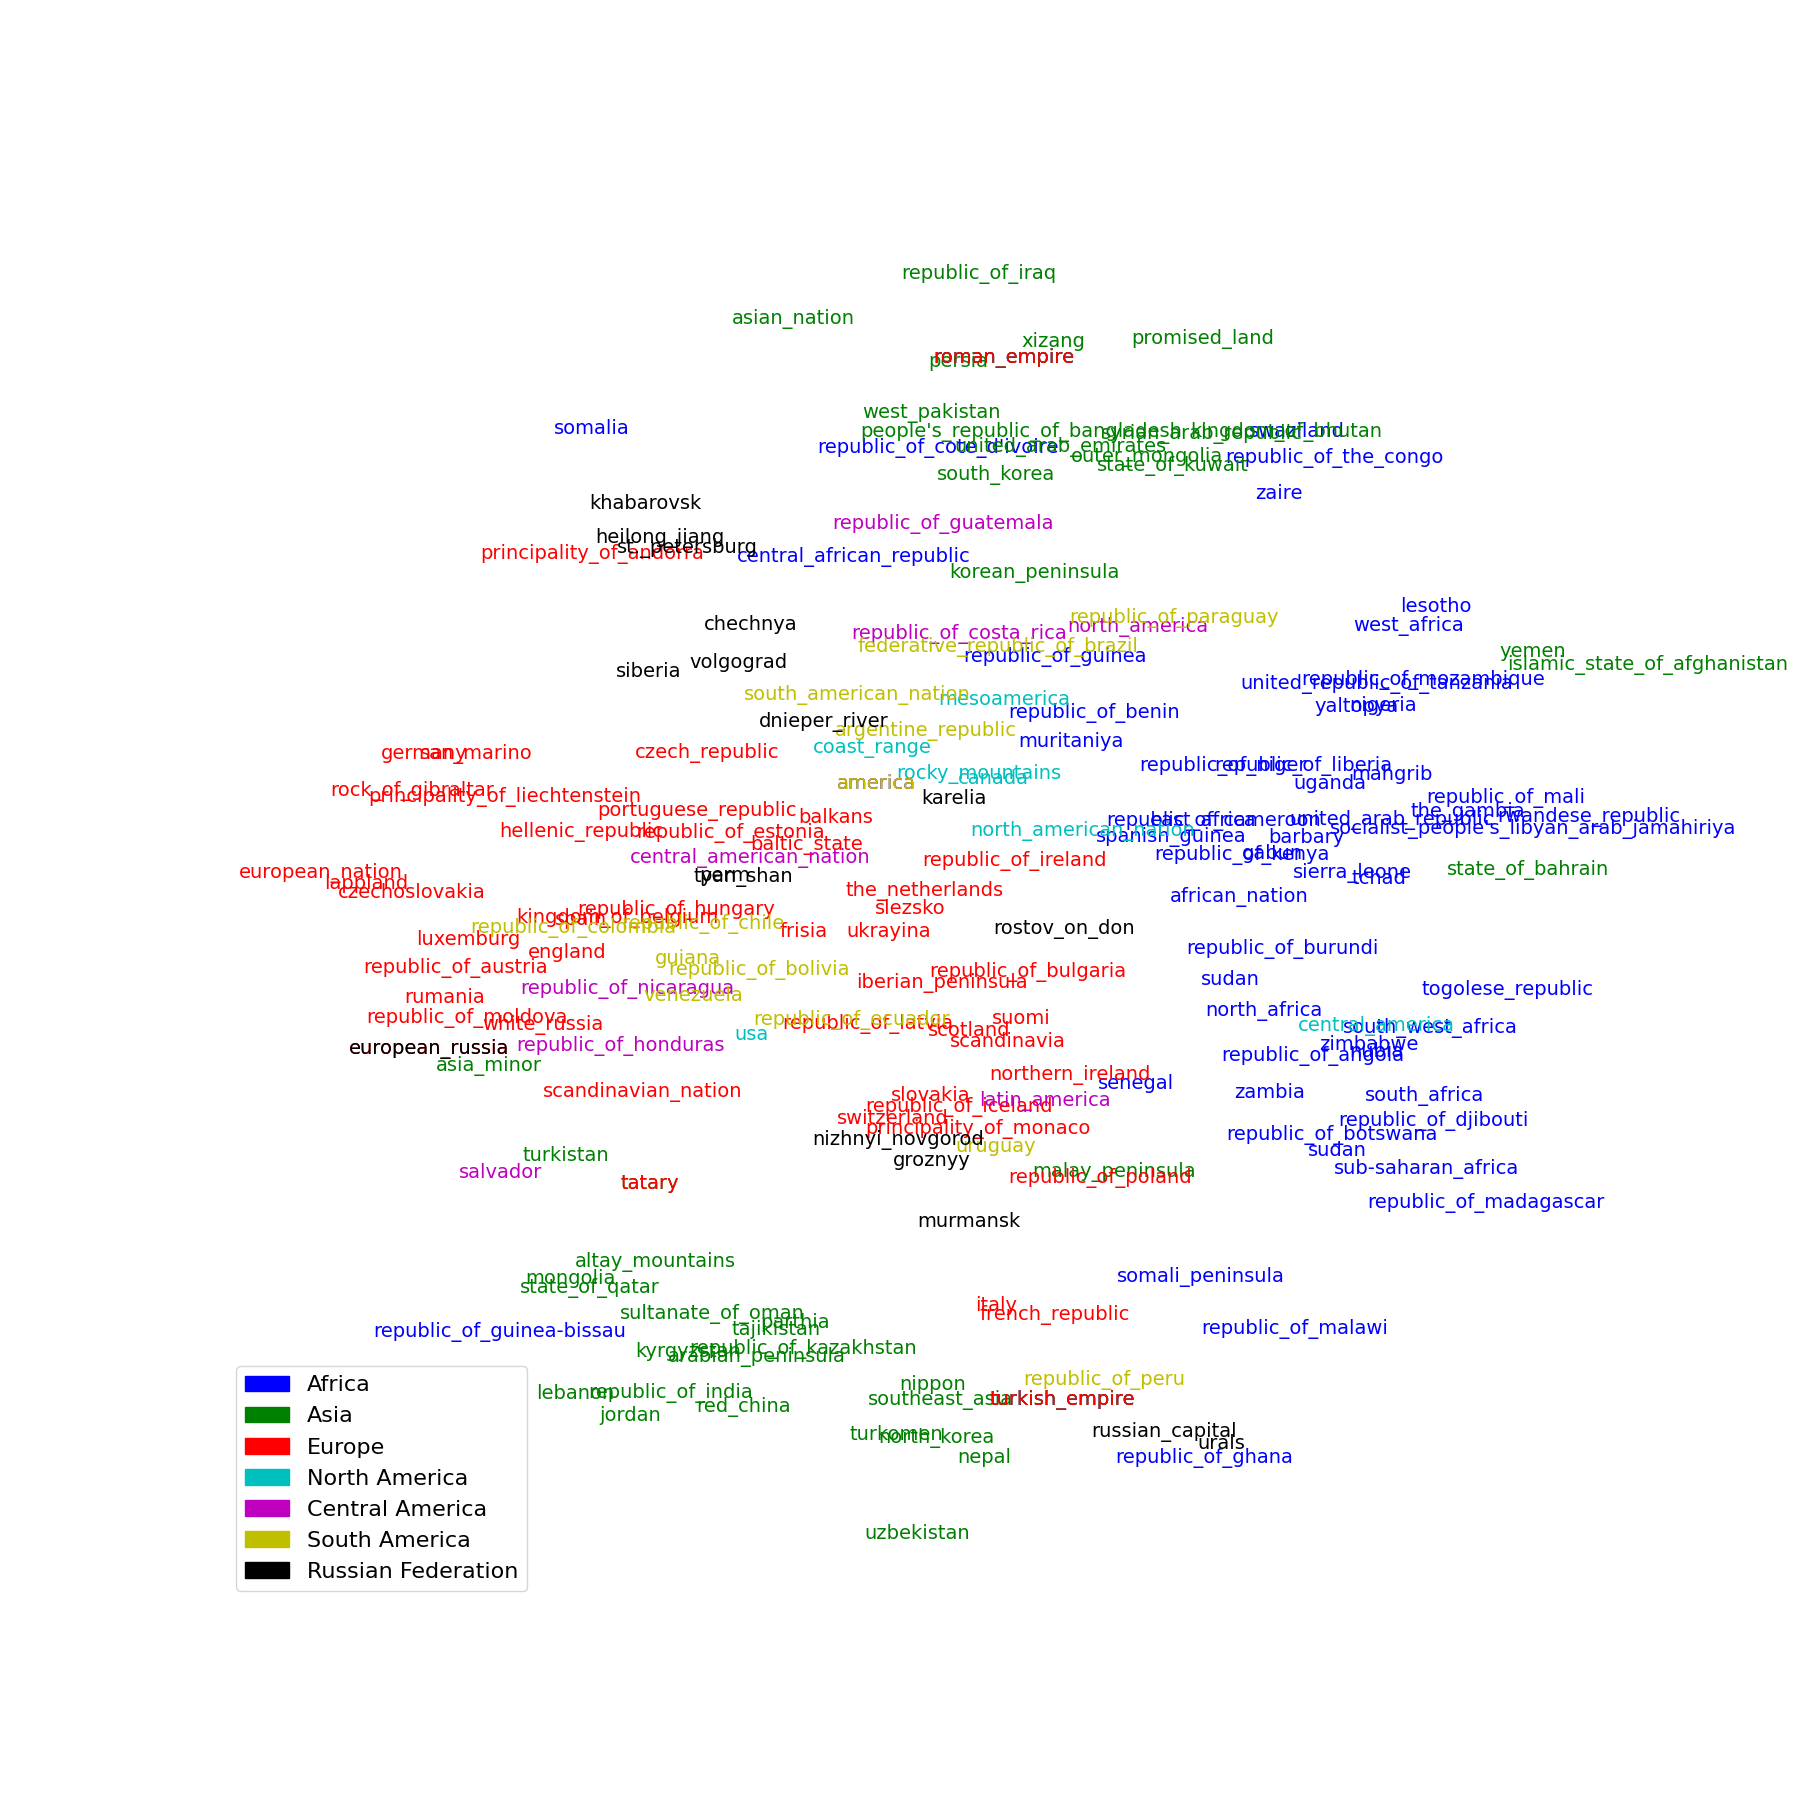 republic_of_iraq
asian_nation
promised_land
xizang
roman_empire
persia
west_pakistan
somalia
people's_republic_of_bangladesh
kingdom_of_bhutan
syrian_arab_republic
swaziland
republic_of_cote_d'ivoire
united_arab_emirates
outer_mongolia
republic_of_the_congo
state_of_kuwait
south_korea
zaire
khabarovsk
republic_of_guatemala
heilong_jiang
st._petersburg
principality_of_andorra
central_african_republic
korean_peninsula
lesotho
republic_of_paraguay
chechnya
north_america
west_africa
republic_of_costa_rica
federative_republic_of_brazil
yemen
republic_of_guinea
volgograd
islamic_state_of_afghanistan
siberia
republic_of_mozambique
united_republic_of_tanzania
south_american_nation
mesoamerica
yaltopya
nigeria
republic_of_benin
dnieper_river
argentine_republic
muritaniya
coast_range
germany
san_marino
czech_republic
republic_of_niger
republic_of_liberia
rocky_mountains
mangrib
canada
america
uganda
rock_of_gibraltar
principality_of_liechtenstein
karelia
republic_of_mali
portuguese_republic
the_gambia
balkans
rwandese_republic
republic_of_cameroon
east_africa
united_arab_republic
socialist_people's_libyan_arab_jamahiriya
hellenic_republic
republic_of_estonia
north_american_nation
spanish_guinea
barbary
baltic_state
gabun
republic_of_kenya
central_american_nation
republic_of_ireland
state_of_bahrain
european_nation
sierra_leone
perm
tyan_shan
tchad
lappland
czechoslovakia
the_netherlands
african_nation
republic_of_hungary
slezsko
kingdom_of_belgium
spain
republic_of_chile
republic_of_colombia
frisia
ukrayina
rostov_on_don
luxemburg
republic_of_burundi
england
guiana
republic_of_austria
republic_of_bolivia
republic_of_bulgaria
sudan
iberian_peninsula
republic_of_nicaragua
togolese_republic
rumania
venezuela
north_africa
republic_of_moldova
white_russia
republic_of_ecuador
republic_of_latvia
suomi
central_america
south_west_africa
scotland
usa
scandinavia
european_russia
republic_of_honduras
zimbabwe
nubia
republic_of_angola
asia_minor
northern_ireland
senegal
scandinavian_nation
zambia
slovakia
south_africa
latin_america
republic_of_iceland
switzerland
republic_of_djibouti
principality_of_monaco
republic_of_botswana
nizhnyi_novgorod
uruguay
sudan
turkistan
groznyy
sub-saharan_africa
salvador
malay_peninsula
republic_of_poland
tatary
republic_of_madagascar
murmansk
altay_mountains
mongolia
somali_peninsula
state_of_qatar
italy
sultanate_of_oman
french_republic
parthia
tajikistan
republic_of_malawi
republic_of_guinea-bissau
republic_of_kazakhstan
kyrgyzstan
arabian_peninsula
republic_of_peru
nippon
lebanon
republic_of_india
southeast_asia
turkish_empire
red_china
jordan
russian_capital
turkomen
north_korea
urals
nepal
republic_of_ghana
uzbekistan
Africa
Asia
Europe
North America
Central America
South America
Russian Federation